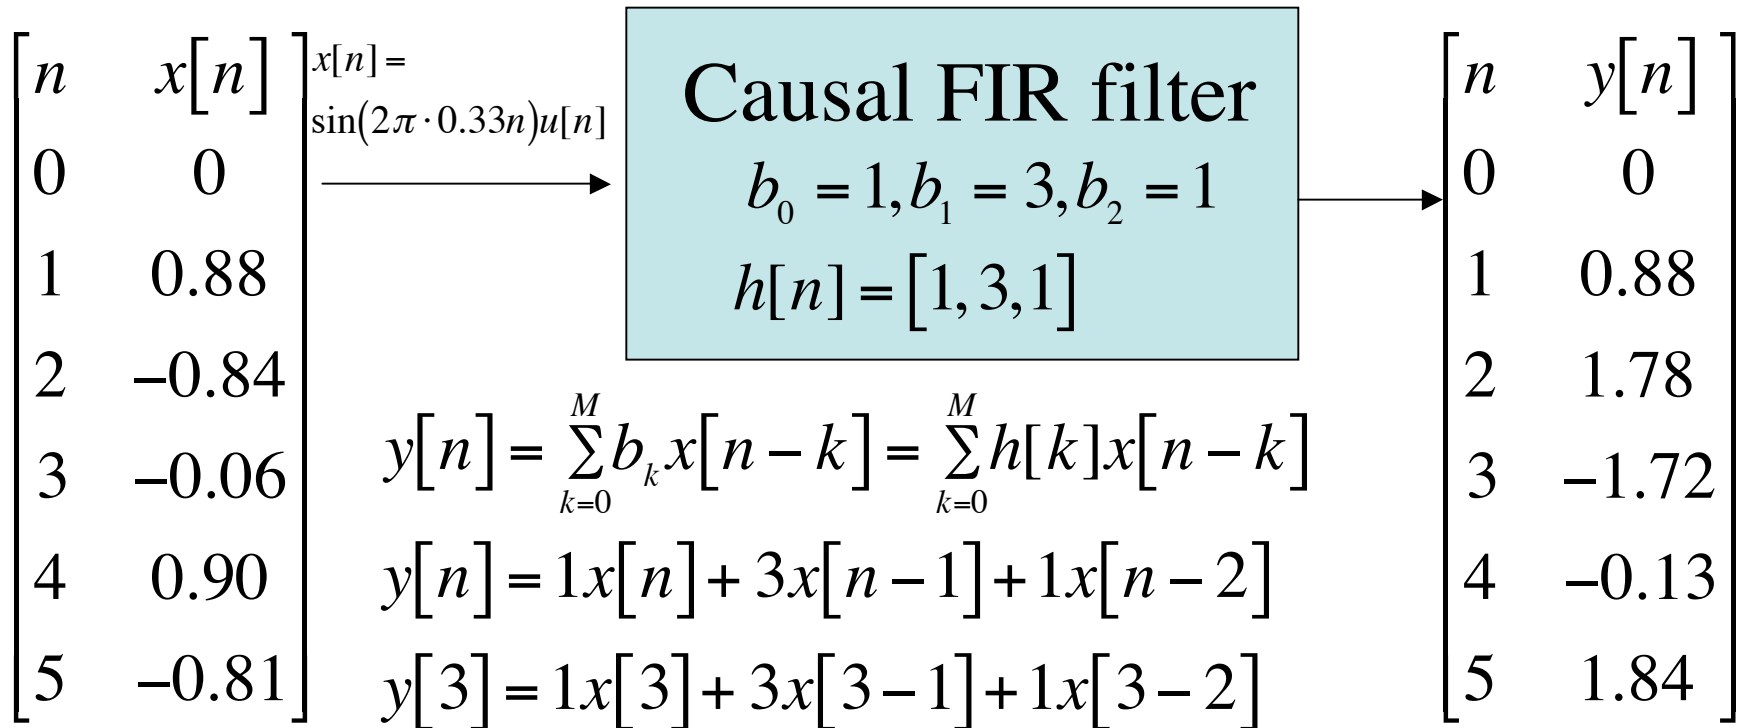 n x[n]
0 0
1 0.88
2 −0.84
3 −0.06
4 0.90
5 −0.81
x[n] =
sin(2π · 0.33n)u[n]
Causal FIR filter
b₀ = 1, b₁ = 3, b₂ = 1
h[n] = [1, 3, 1]
y[n] = ∑_{k=0}^{M} b_k x[n − k] = ∑_{k=0}^{M} h[k]x[n − k]
y[n] = 1x[n] + 3x[n − 1] + 1x[n − 2]
y[3] = 1x[3] + 3x[3 − 1] + 1x[3 − 2]
n y[n]
0 0
1 0.88
2 1.78
3 −1.72
4 −0.13
5 1.84